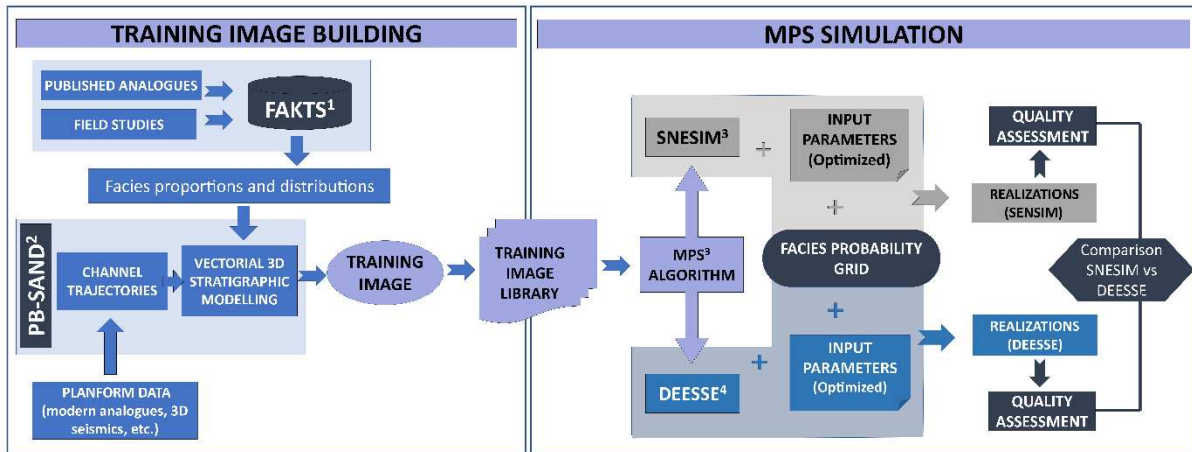 TRAINING IMAGE BUILDING
PUBLISHED ANALOGUES
FIELD STUDIES
FAKTS1
Facies proportions and distributions
PB-SAND2
CHANNEL
TRAJECTORIES
VECTORIAL 3D
STRATIGRAPHIC
MODELLING
PLANFORM DATA
(modern analogues, 3D
seismics, etc.)
TRAINING
IMAGE
TRAINING
IMAGE
LIBRARY
MPS SIMULATION
SNESIM3
+
INPUT
PARAMETERS
(Optimized)
+
MPS3
ALGORITHM
FACIES PROBABILITY
GRID
+
DEESSE4
+
INPUT
PARAMETERS
(Optimized)
QUALITY
ASSESSMENT
REALIZATIONS
(SENSIM)
Comparison
SNESIM vs
DEESSE
REALIZATIONS
(DEESSE)
QUALITY
ASSESSMENT